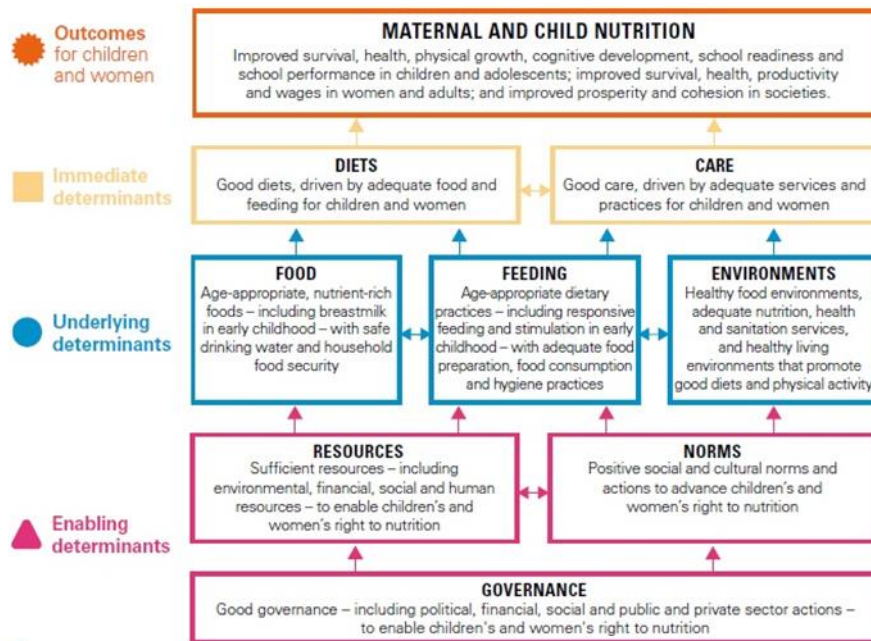 Outcomes
for children
and women
MATERNAL AND CHILD NUTRITION
Improved survival, health, physical growth, cognitive development, school readiness and
school performance in children and adolescents; improved survival, health, productivity
and wages in women and adults; and improved prosperity and cohesion in societies.
Immediate
determinants
DIETS
Good diets, driven by adequate food and
feeding for children and women
CARE
Good care, driven by adequate services and
practices for children and women
Underlying
determinants
FOOD
Age-appropriate, nutrient-rich
foods – including breastmilk
in early childhood – with safe
drinking water and household
food security
FEEDING
Age-appropriate dietary
practices – including responsive
feeding and stimulation in early
childhood – with adequate food
preparation, food consumption
and hygiene practices
ENVIRONMENTS
Healthy food environments,
adequate nutrition, health
and sanitation services,
and healthy living
environments that promote
good diets and physical activity
Enabling
determinants
RESOURCES
Sufficient resources – including
environmental, financial, social and human
resources – to enable children's and
women's right to nutrition
NORMS
Positive social and cultural norms and
actions to advance children's and
women's right to nutrition
GOVERNANCE
Good governance – including political, financial, social and public and private sector actions –
to enable children's and women's right to nutrition